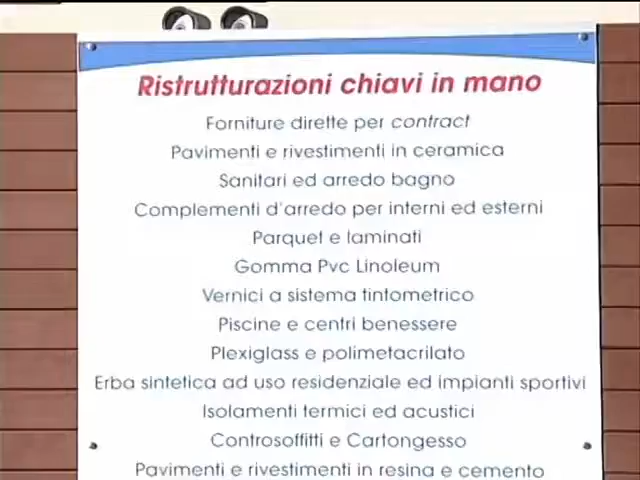 Ristrutturazioni chiavi in mano
Forniture dirette per contract
Pavimenti e rivestimenti in ceramica
Sanitari ed arredo bagno
Complementi d'arredo per interni ed esterni
Parquet e laminati
Gomma Pvc Linoleum
Vernici a sistema tintometrico
Piscine e centri benessere
Plexiglass e polimetacrilato
Erba sintetica ad uso residenziale ed impianti sportivi
Isolamenti termici ed acustici
Controsoffitti e Cartongesso
Pavimenti e rivestimenti in resina e cemento